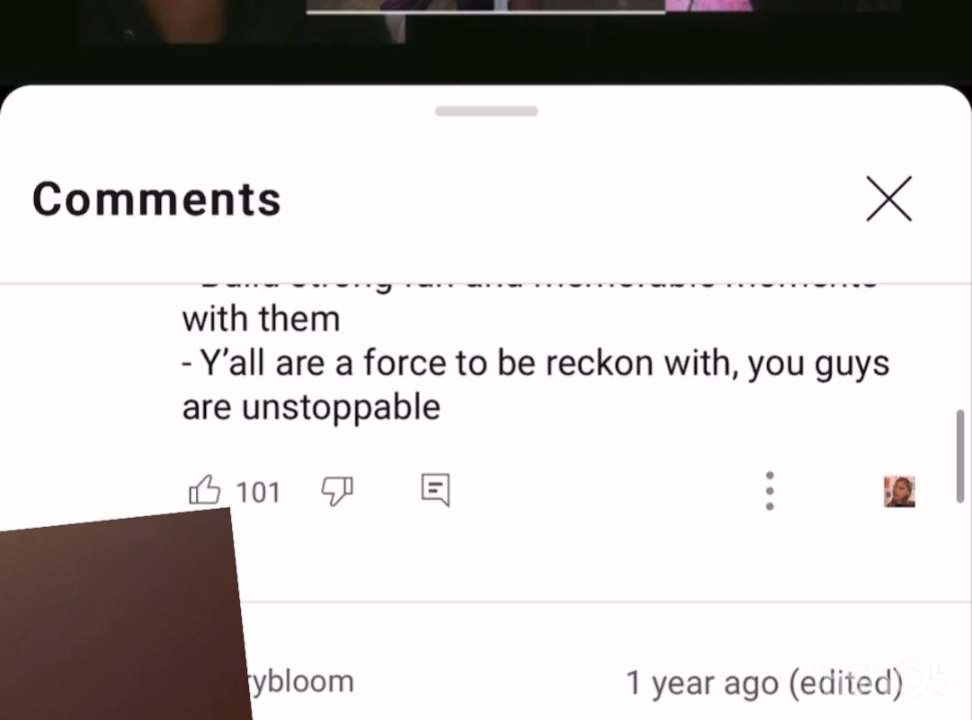 Comments
with them
- Y’all are a force to be reckon with, you guys
are unstoppable
101
1 year ago (edited)